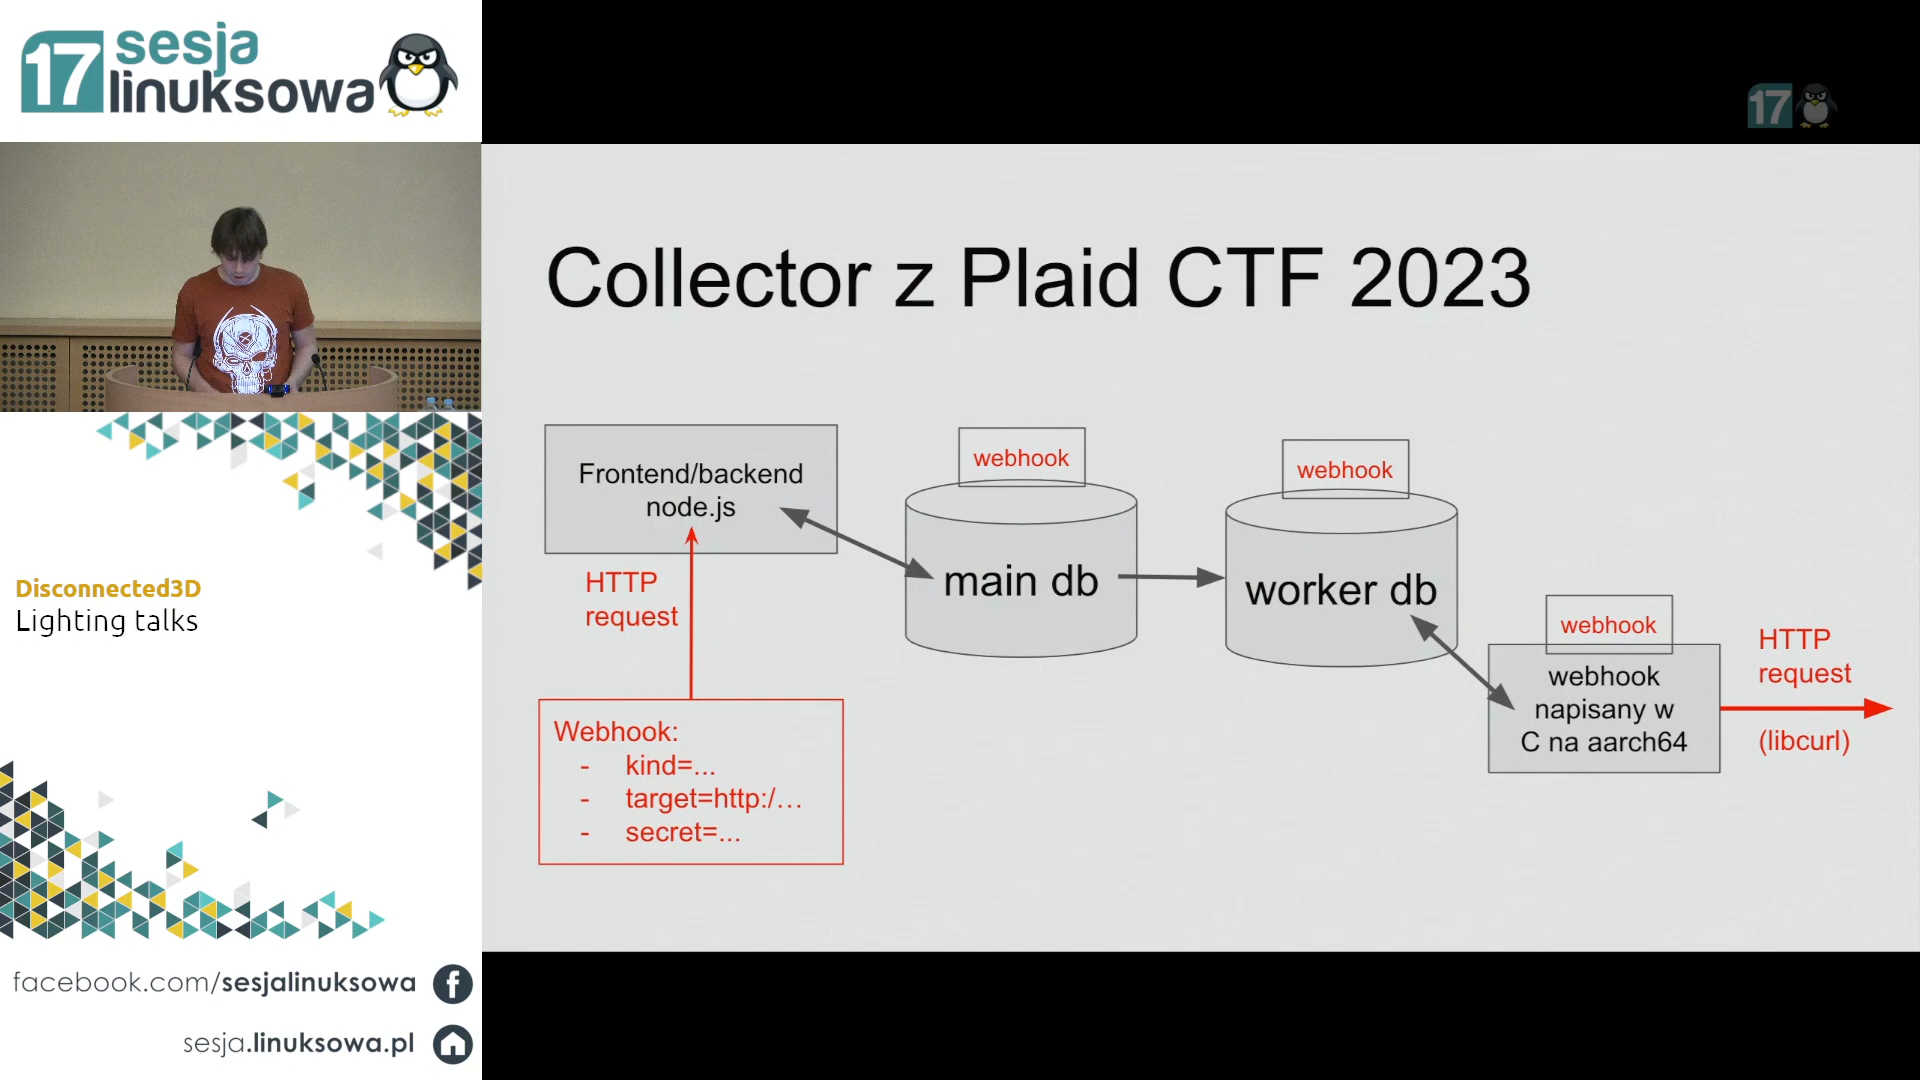 17 sesja
linuksowa
17
Collector z Plaid CTF 2023
Frontend/backend
node.js
webhook
main db
webhook
worker db
HTTP
request
Webhook:
- kind=...
- target=http:/...
- secret=...
webhook
webhook
napisany w
C na aarch64
HTTP
request
(libcurl)
Disconnected3D
Lighting talks
facebook.com/sesjalinuksowa
sesja.linuksowa.pl